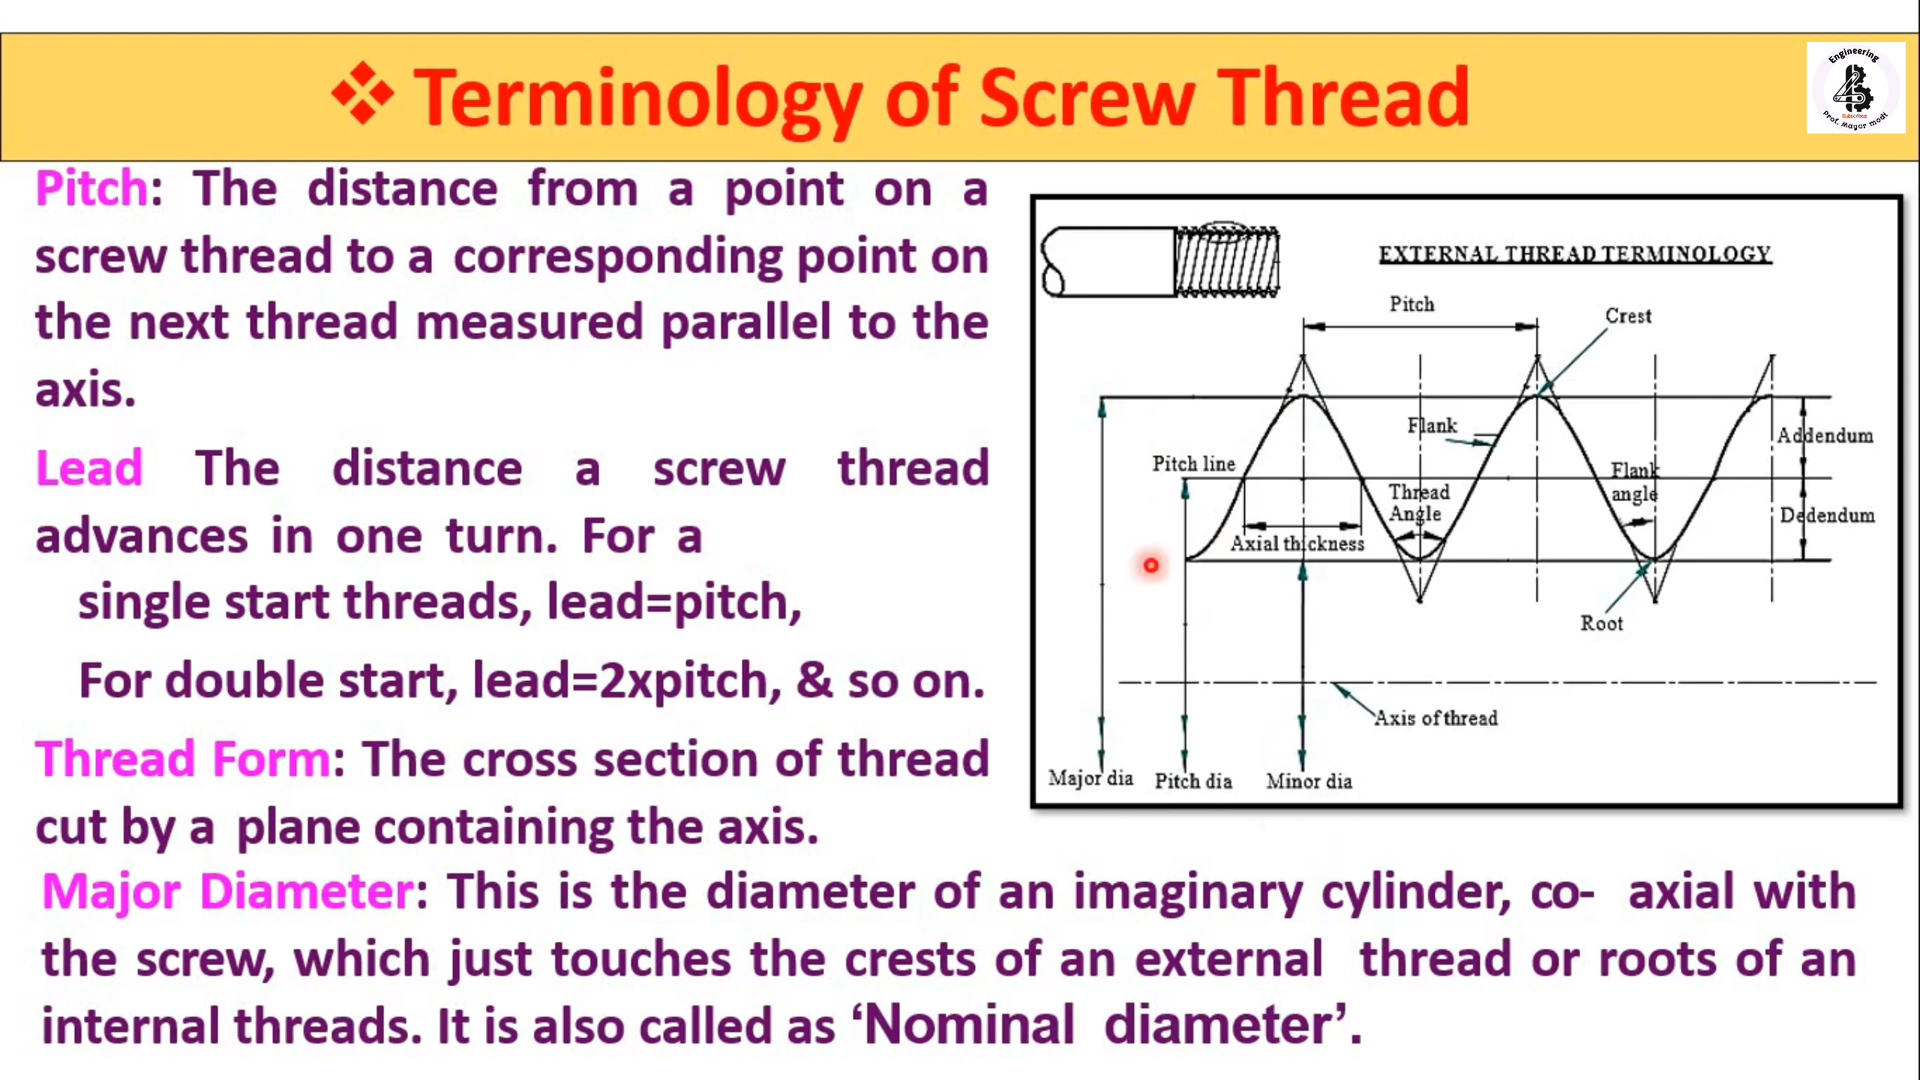 ❖ Terminology of Screw Thread
Engineering
Subscribe
Prof. Mayur modi
Pitch: The distance from a point on a
screw thread to a corresponding point on
the next thread measured parallel to the
axis.
Lead The distance a screw thread
advances in one turn. For a
single start threads, lead=pitch,
For double start, lead=2xpitch, & so on.
Thread Form: The cross section of thread
cut by a plane containing the axis.
EXTERNAL THREAD TERMINOLOGY
Pitch
Crest
Flank
Addendum
Pitch line
Flank
angle
Thread
Angle
Dedendum
Axial thickness
Root
Axis of thread
Major dia
Pitch dia
Minor dia
Major Diameter: This is the diameter of an imaginary cylinder, co- axial with
the screw, which just touches the crests of an external thread or roots of an
internal threads. It is also called as ‘Nominal diameter’.